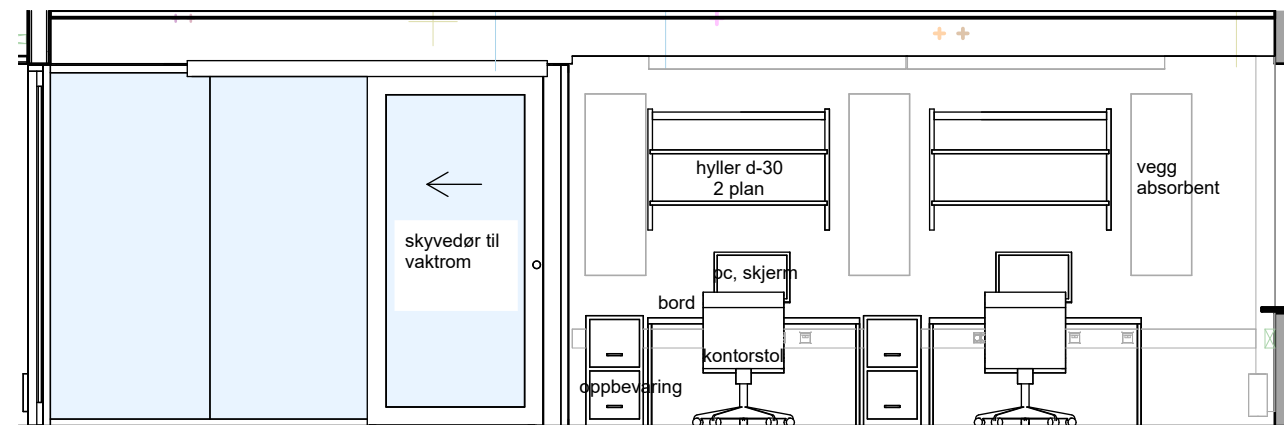 hyller d-30
2 plan
vegg
absorbent
skyvedør til
vaktrom
pc, skjerm
bord
kontorstol
oppbevaring